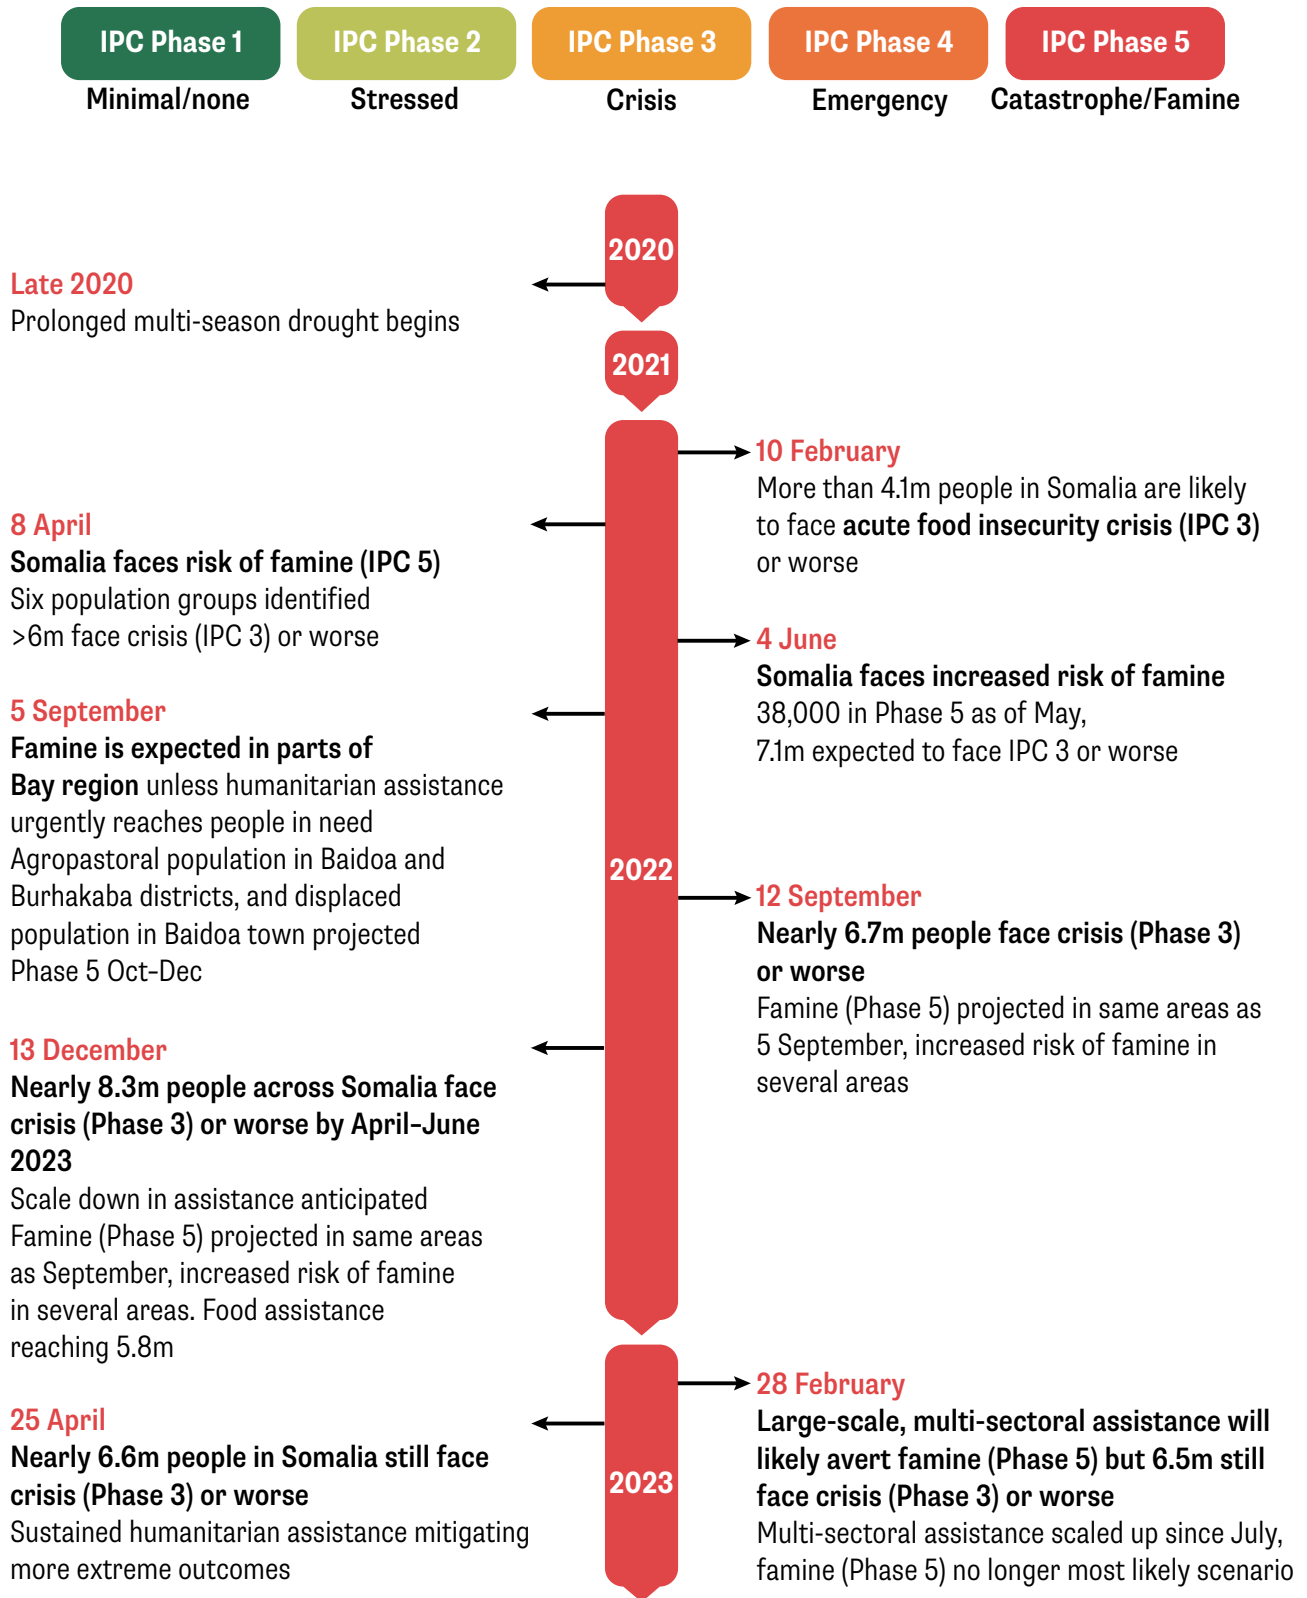 IPC Phase 1
IPC Phase 2
IPC Phase 3
IPC Phase 4
IPC Phase 5
Minimal/none
Stressed
Crisis
Emergency
Catastrophe/Famine
2020
Late 2020
Prolonged multi-season drought begins
2021
2022
10 February
More than 4.1m people in Somalia are likely
to face acute food insecurity crisis (IPC 3)
or worse
8 April
Somalia faces risk of famine (IPC 5)
Six population groups identified
>6m face crisis (IPC 3) or worse
4 June
Somalia faces increased risk of famine
38,000 in Phase 5 as of May,
7.1m expected to face IPC 3 or worse
5 September
Famine is expected in parts of
Bay region unless humanitarian assistance
urgently reaches people in need
Agropastoral population in Baidoa and
Burhakaba districts, and displaced
population in Baidoa town projected
Phase 5 Oct–Dec
12 September
Nearly 6.7m people face crisis (Phase 3)
or worse
Famine (Phase 5) projected in same areas as
5 September, increased risk of famine in
several areas
13 December
Nearly 8.3m people across Somalia face
crisis (Phase 3) or worse by April–June
2023
Scale down in assistance anticipated
Famine (Phase 5) projected in same areas
as September, increased risk of famine
in several areas. Food assistance
reaching 5.8m
2023
28 February
Large-scale, multi-sectoral assistance will
likely avert famine (Phase 5) but 6.5m still
face crisis (Phase 3) or worse
Multi-sectoral assistance scaled up since July,
famine (Phase 5) no longer most likely scenario
25 April
Nearly 6.6m people in Somalia still face
crisis (Phase 3) or worse
Sustained humanitarian assistance mitigating
more extreme outcomes